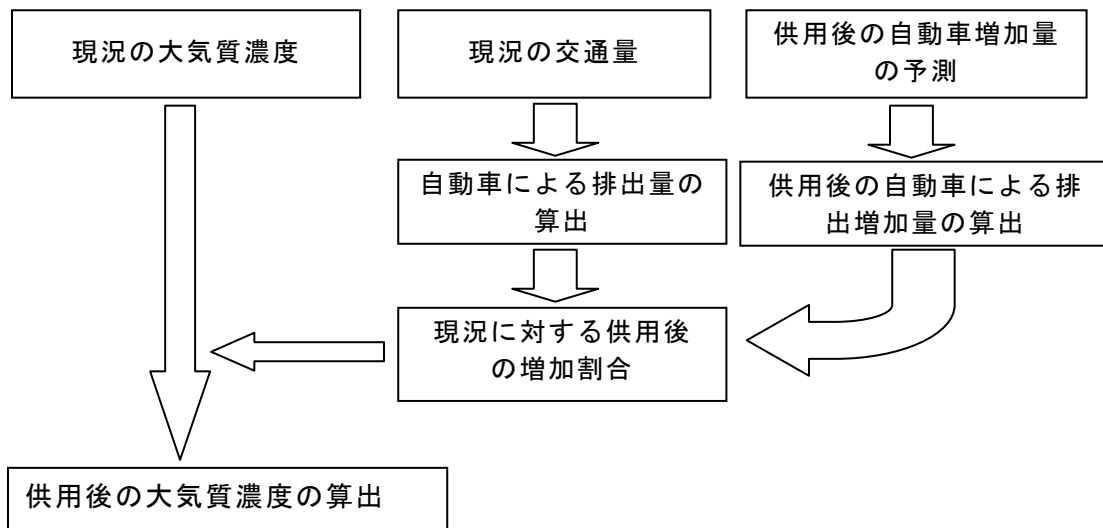 現況の大気質濃度
現況の交通量
供用後の自動車増加量
の予測
自動車による排出量の
算出
供用後の自動車による排
出増加量の算出
現況に対する供用後
の増加割合
供用後の大気質濃度の算出